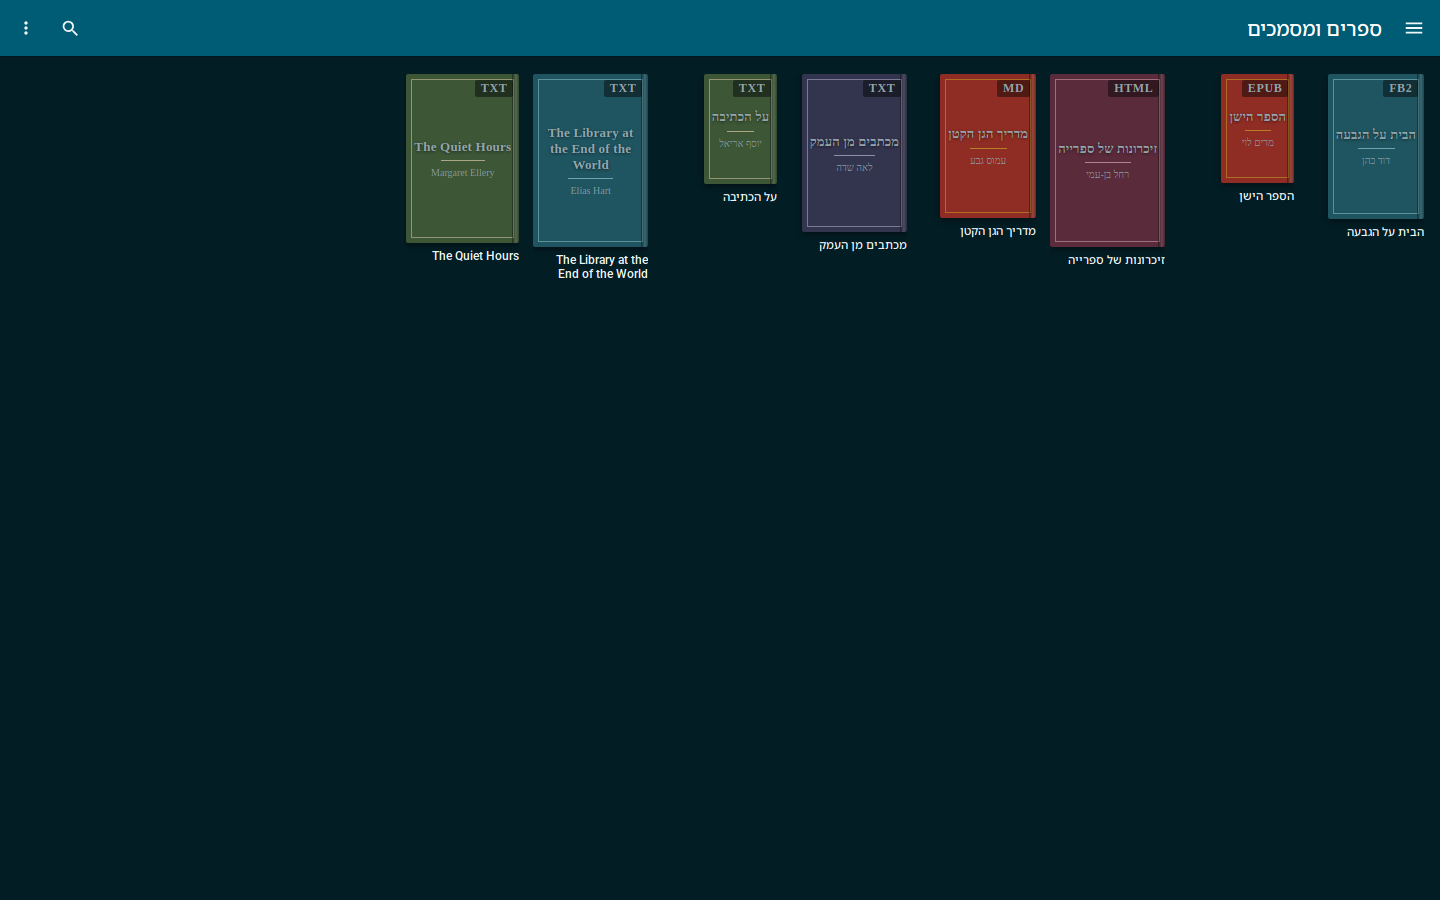 ספרים ומסמכים
FB2
הבית על הגבעה
דוד כהן
הבית על הגבעה
EPUB
הספר הישן
מרים לוי
הספר הישן
HTML
זיכרונות של ספרייה
רחל בן-עמי
זיכרונות של ספרייה
MD
מדריך הגן הקטן
עמוס גבע
מדריך הגן הקטן
TXT
מכתבים מן העמק
לאה שדה
מכתבים מן העמק
TXT
על הכתיבה
יוסף אריאל
על הכתיבה
TXT
The Library at
the End of the
World
Elias Hart
The Library at the
End of the World
TXT
The Quiet Hours
Margaret Ellery
The Quiet Hours